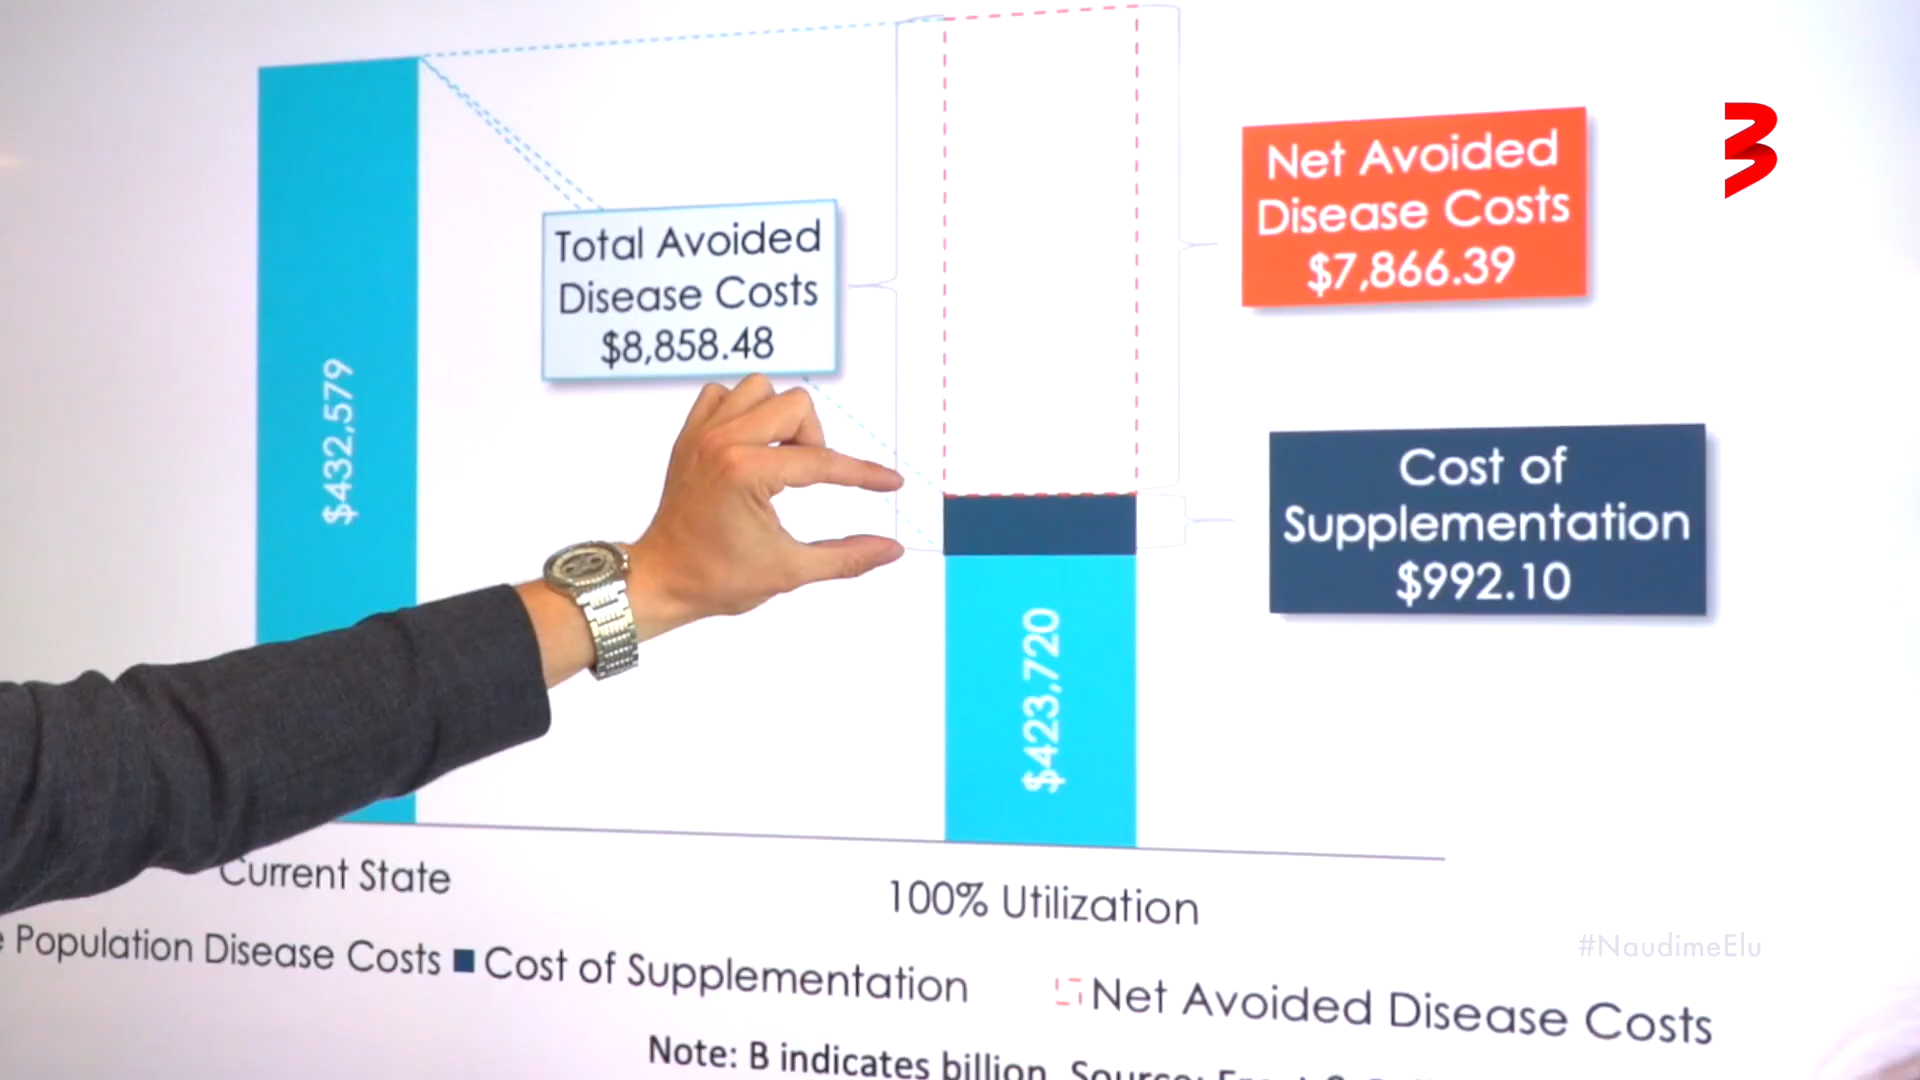 Total Avoided
Disease Costs
$8,858.48
Net Avoided
Disease Costs
$7,866.39
Cost of
Supplementation
$992.10
$432,579
$423,720
Current State
100% Utilization
Population Disease Costs
Cost of Supplementation
Net Avoided Disease Costs
#NaudimeElu
Note: B indicates billion. Source: